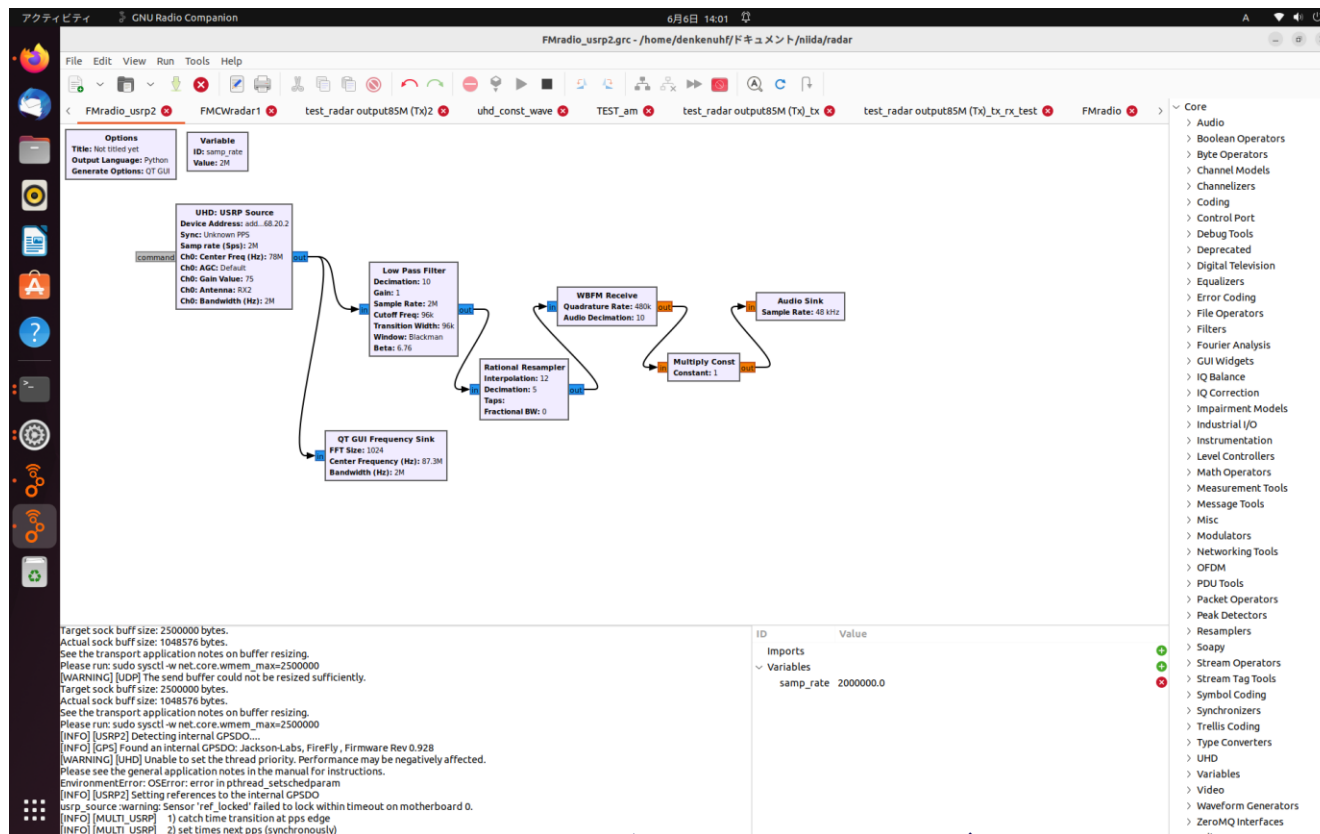 アクティビティ GNU Radio Companion 6月6日 14:01 A
FMradio_usrp2.grc - /home/denkenuhf/ドキュメント/niida/radar
File Edit View Run Tools Help
FMradio_usrp2 FMCWradar1 test_radar output85M (Tx)2 uhd_const_wave TEST_am test_radar output85M (Tx)_tx test_radar output85M (Tx)_tx_rx_test FMradio
Options
Title: Not titled yet
Output Language: Python
Generate Options: QT GUI
Variable
ID: samp_rate
Value: 2M
UHD: USRP Source
Device Address: add...68.20.2
Sync: Unknown PPS
Samp rate (Sps): 2M
Ch0: Center Freq (Hz): 78M
Ch0: AGC: Default
Ch0: Gain Value: 75
Ch0: Antenna: RX2
Ch0: Bandwidth (Hz): 2M
command
out
in
Low Pass Filter
Decimation: 10
Gain: 1
Sample Rate: 2M
Cutoff Freq: 96k
Transition Width: 96k
Window: Blackman
Beta: 6.76
out
in
Rational Resampler
Interpolation: 12
Decimation: 5
Taps:
Fractional BW: 0
out
in
WBFM Receive
Quadrature Rate: 480k
Audio Decimation: 10
out
in
Multiply Const
Constant: 1
out
in
Audio Sink
Sample Rate: 48 kHz
in
QT GUI Frequency Sink
FFT Size: 1024
Center Frequency (Hz): 87.3M
Bandwidth (Hz): 2M
Core
Audio
Boolean Operators
Byte Operators
Channel Models
Channelizers
Coding
Control Port
Debug Tools
Deprecated
Digital Television
Equalizers
Error Coding
File Operators
Filters
Fourier Analysis
GUI Widgets
IQ Balance
IQ Correction
Impairment Models
Industrial I/O
Instrumentation
Level Controllers
Math Operators
Measurement Tools
Message Tools
Misc
Modulators
Networking Tools
OFDM
PDU Tools
Packet Operators
Peak Detectors
Resamplers
Soapy
Stream Operators
Stream Tag Tools
Symbol Coding
Synchronizers
Trellis Coding
Type Converters
UHD
Variables
Video
Waveform Generators
ZeroMQ Interfaces
Target sock buff size: 2500000 bytes.
Actual sock buff size: 1048576 bytes.
See the transport application notes on buffer resizing.
Please run: sudo sysctl -w net.core.wmem_max=2500000
[WARNING] [UDP] The send buffer could not be resized sufficiently.
Target sock buff size: 2500000 bytes.
Actual sock buff size: 1048576 bytes.
See the transport application notes on buffer resizing.
Please run: sudo sysctl -w net.core.wmem_max=2500000
[INFO] [USRP2] Detecting internal GPSDO....
[INFO] [GPS] Found an internal GPSDO: Jackson-Labs, FireFly , Firmware Rev 0.928
[WARNING] [UHD] Unable to set the thread priority. Performance may be negatively affected.
Please see the general application notes in the manual for instructions.
EnvironmentError: OSError: error in pthread_setschedparam
[INFO] [USRP2] Setting references to the internal GPSDO
usrp_source :warning: Sensor 'ref_locked' failed to lock within timeout on motherboard 0.
[INFO] [MULTI_USRP] 1) catch time transition at pps edge
[INFO] [MULTI_USRP] 2) set times next pps (synchronously)
ID Value
Imports
Variables
samp_rate 2000000.0